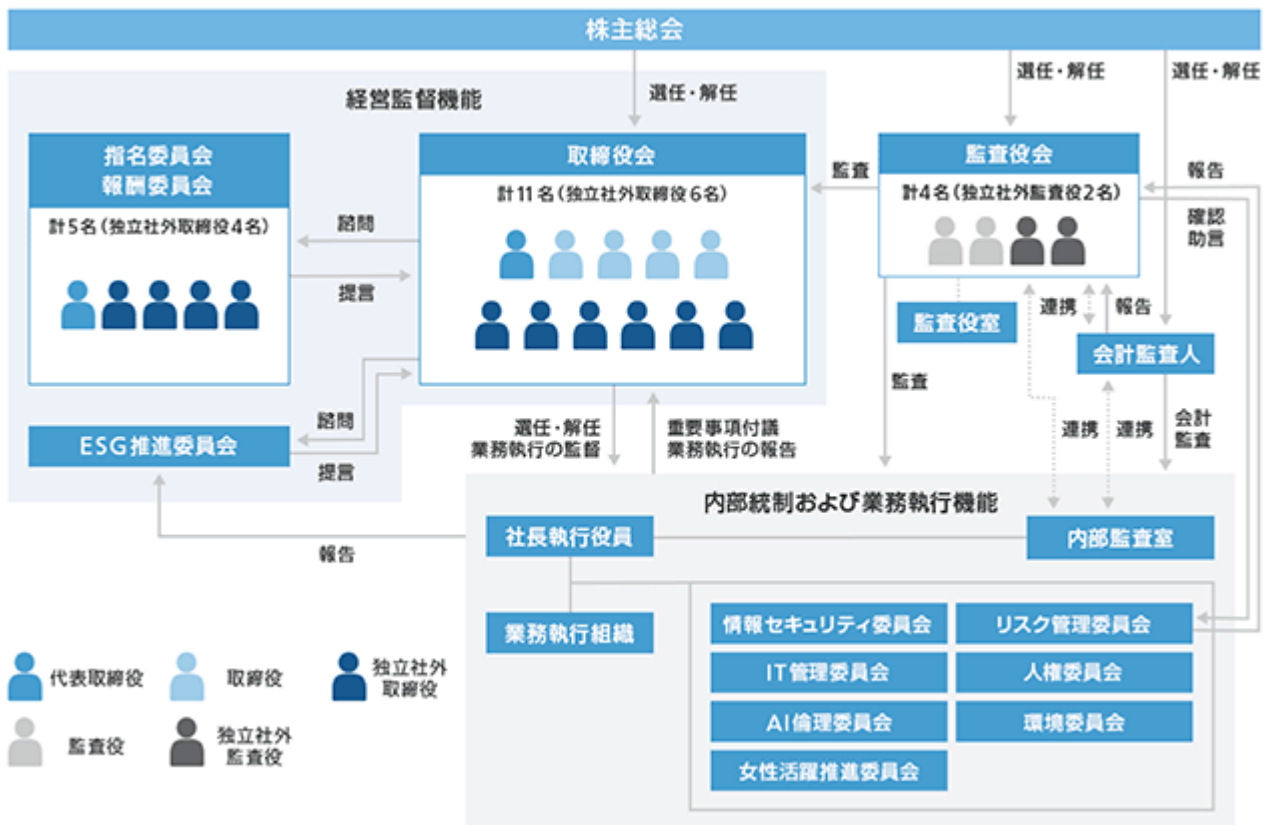 株主総会
選任・解任
選任・解任
選任・解任
経営監督機能
指名委員会
報酬委員会
計5名(独立社外取締役4名)
取締役会
計11名(独立社外取締役6名)
監査役会
計4名(独立社外監査役2名)
監査
報告
確認
助言
諮問
提言
監査役室
連携
報告
会計監査人
監査
諮問
提言
ESG推進委員会
選任・解任
業務執行の監督
重要事項付議
業務執行の報告
連携
連携
会計
監査
報告
内部統制および業務執行機能
社長執行役員
内部監査室
業務執行組織
情報セキュリティ委員会
リスク管理委員会
IT管理委員会
人権委員会
AI倫理委員会
環境委員会
女性活躍推進委員会
代表取締役
取締役
独立社外
取締役
監査役
独立社外
監査役